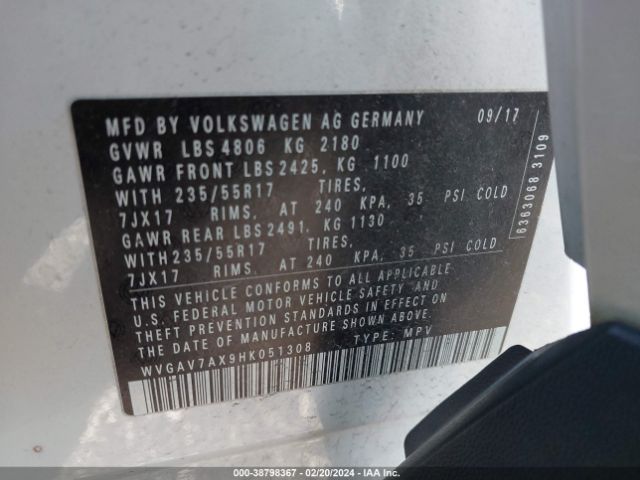 MFD BY VOLKSWAGEN AG GERMANY 09/17
GVWR LBS 4806 KG 2180
GAWR FRONT LBS 2425, KG 1100
WITH 235/55R17 TIRES,
7JX17 RIMS, AT 240 KPA, 35 PSI COLD
GAWR REAR LBS 2491, KG 1130
WITH 235/55R17 TIRES,
7JX17 RIMS, AT 240 KPA, 35 PSI COLD
THIS VEHICLE CONFORMS TO ALL APPLICABLE
U.S. FEDERAL MOTOR VEHICLE SAFETY AND
THEFT PREVENTION STANDARDS IN EFFECT ON
THE DATE OF MANUFACTURE SHOWN ABOVE.
WVGAV7AX9HK051308 TYPE: MPV
6363068 3109
000-38798367 - 02/20/2024 - IAA Inc.